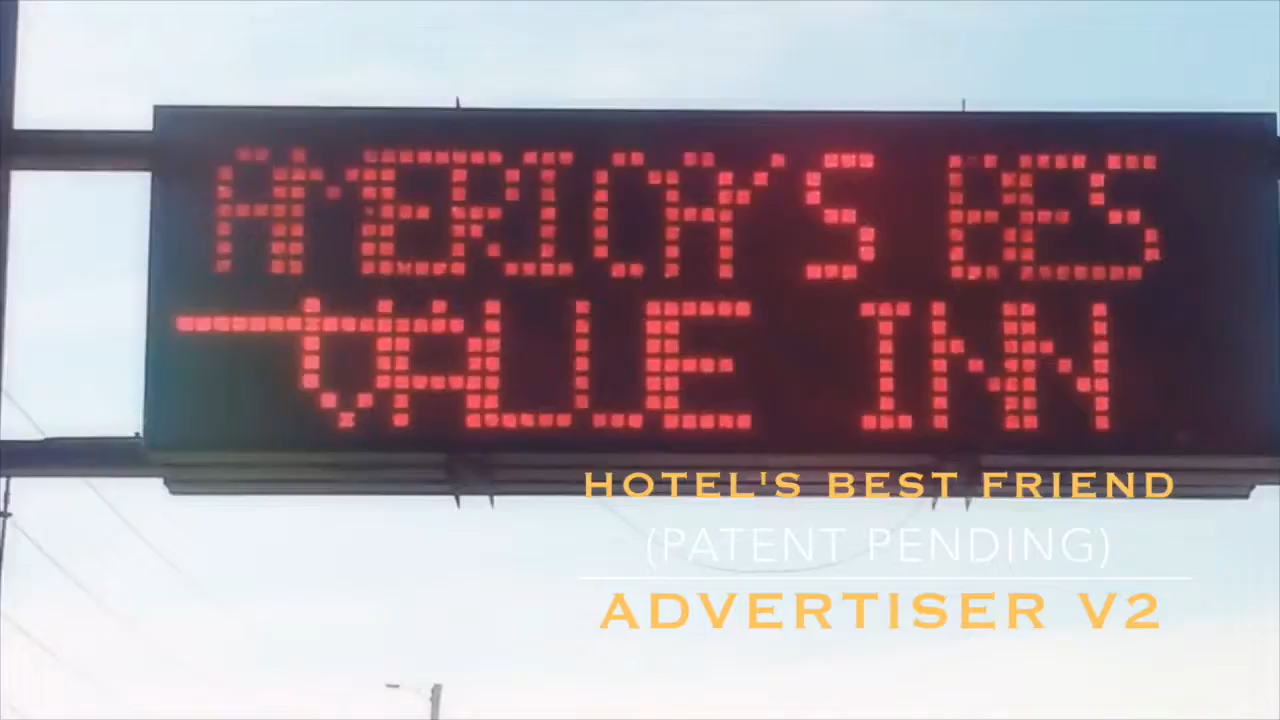 AMERICA'S BES
VALUE INN
HOTEL'S BEST FRIEND
(PATENT PENDING)
ADVERTISER V2